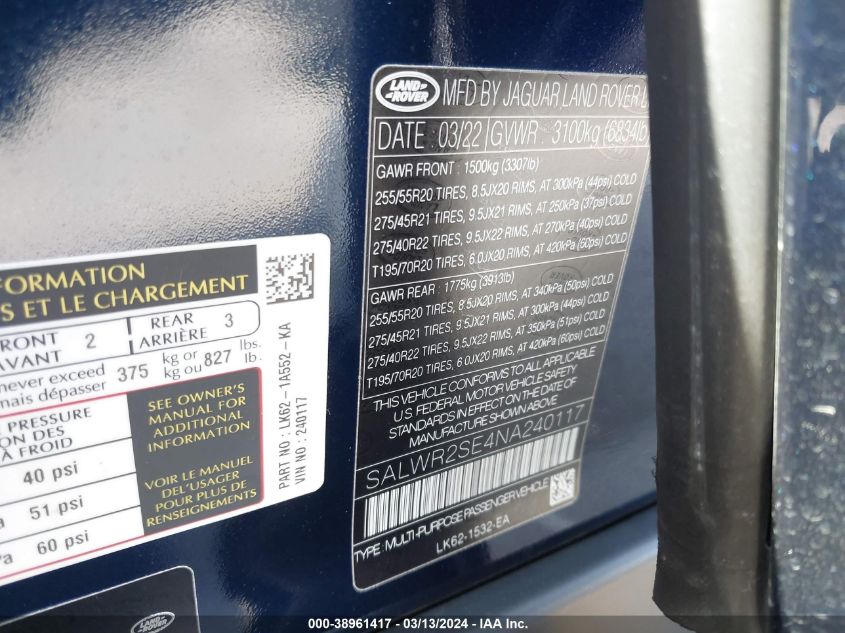 FORMATION
S ET LE CHARGEMENT
FRONT
AVANT 2
REAR
ARRIÈRE 3
never exceed
mais dépasser 375 kg or
kg ou 827 lbs.
lb.
PRESSURE
ON DES
À FROID
40 psi
51 psi
60 psi
SEE OWNER'S
MANUAL FOR
ADDITIONAL
INFORMATION
VOIR LE MANUEL
DEL'USAGER
POUR PLUS DE
RENSEIGNEMENTS
PART NO : LK62-1A552-KA
VIN NO : 240117
LAND
ROVER
MFD BY JAGUAR LAND ROVER
DATE : 03/22 GVWR : 3100kg (6834lb
GAWR FRONT : 1500kg (3307lb)
255/55R20 TIRES, 8.5JX20 RIMS, AT 300kPa (44psi) COLD
275/45R21 TIRES, 9.5JX21 RIMS, AT 250kPa (37psi) COLD
275/40R22 TIRES, 9.5JX22 RIMS, AT 270kPa (40psi) COLD
T195/70R20 TIRES, 6.0JX20 RIMS, AT 420kPa (60psi) COLD
GAWR REAR : 1775kg (3913lb)
255/55R20 TIRES, 8.5JX20 RIMS, AT 340kPa (50psi) COLD
275/45R21 TIRES, 9.5JX21 RIMS, AT 300kPa (44psi) COLD
275/40R22 TIRES, 9.5JX22 RIMS, AT 350kPa (51psi) COLD
T195/70R20 TIRES, 6.0JX20 RIMS, AT 420kPa (60psi) COLD
THIS VEHICLE CONFORMS TO ALL APPLICABLE
U.S. FEDERAL MOTOR VEHICLE SAFETY
STANDARDS IN EFFECT ON THE DATE OF
MANUFACTURE SHOWN ABOVE.
SALWR2SE4NA240117
TYPE: MULTI-PURPOSE PASSENGER VEHICLE
LK62-1532-EA
LAND
ROVER
000-38961417 - 03/13/2024 - IAA Inc.